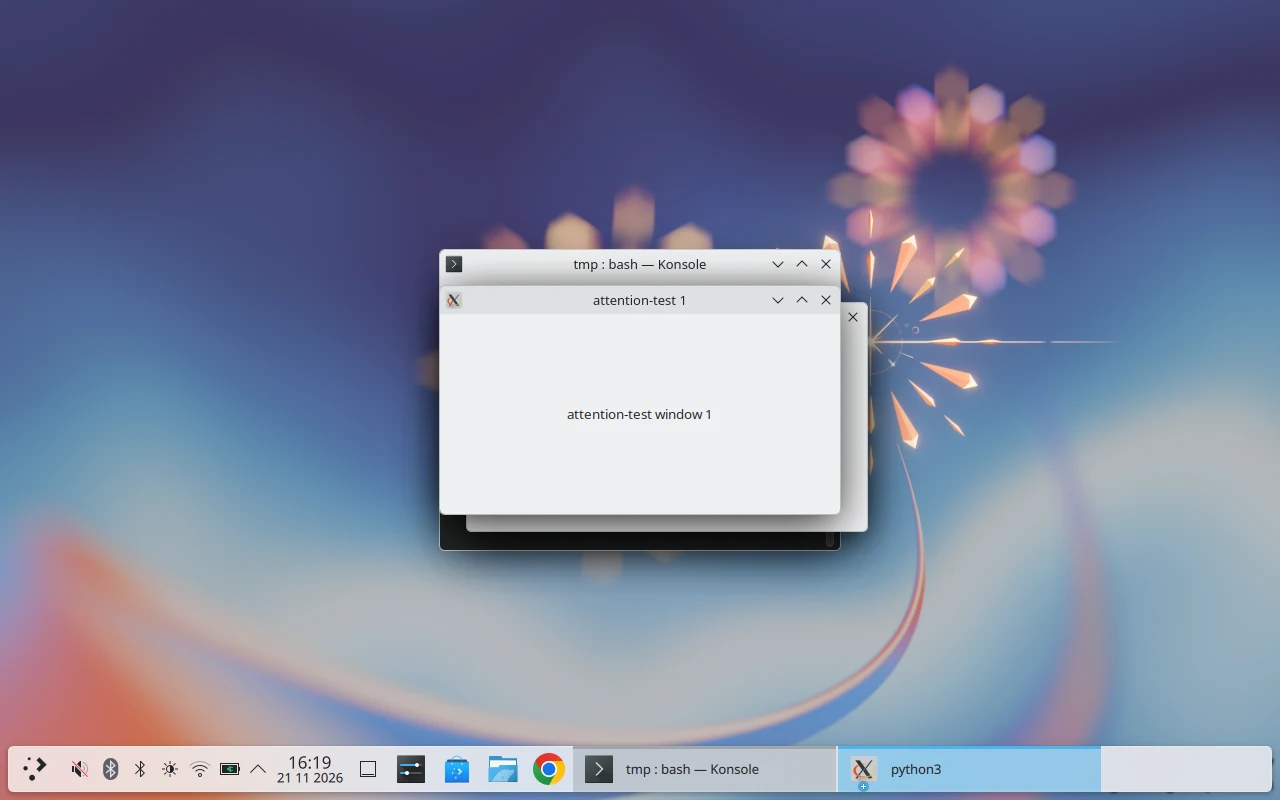 tmp : bash — Konsole
attention-test 1
attention-test window 1
16:19
21 11 2026
tmp : bash — Konsole
python3